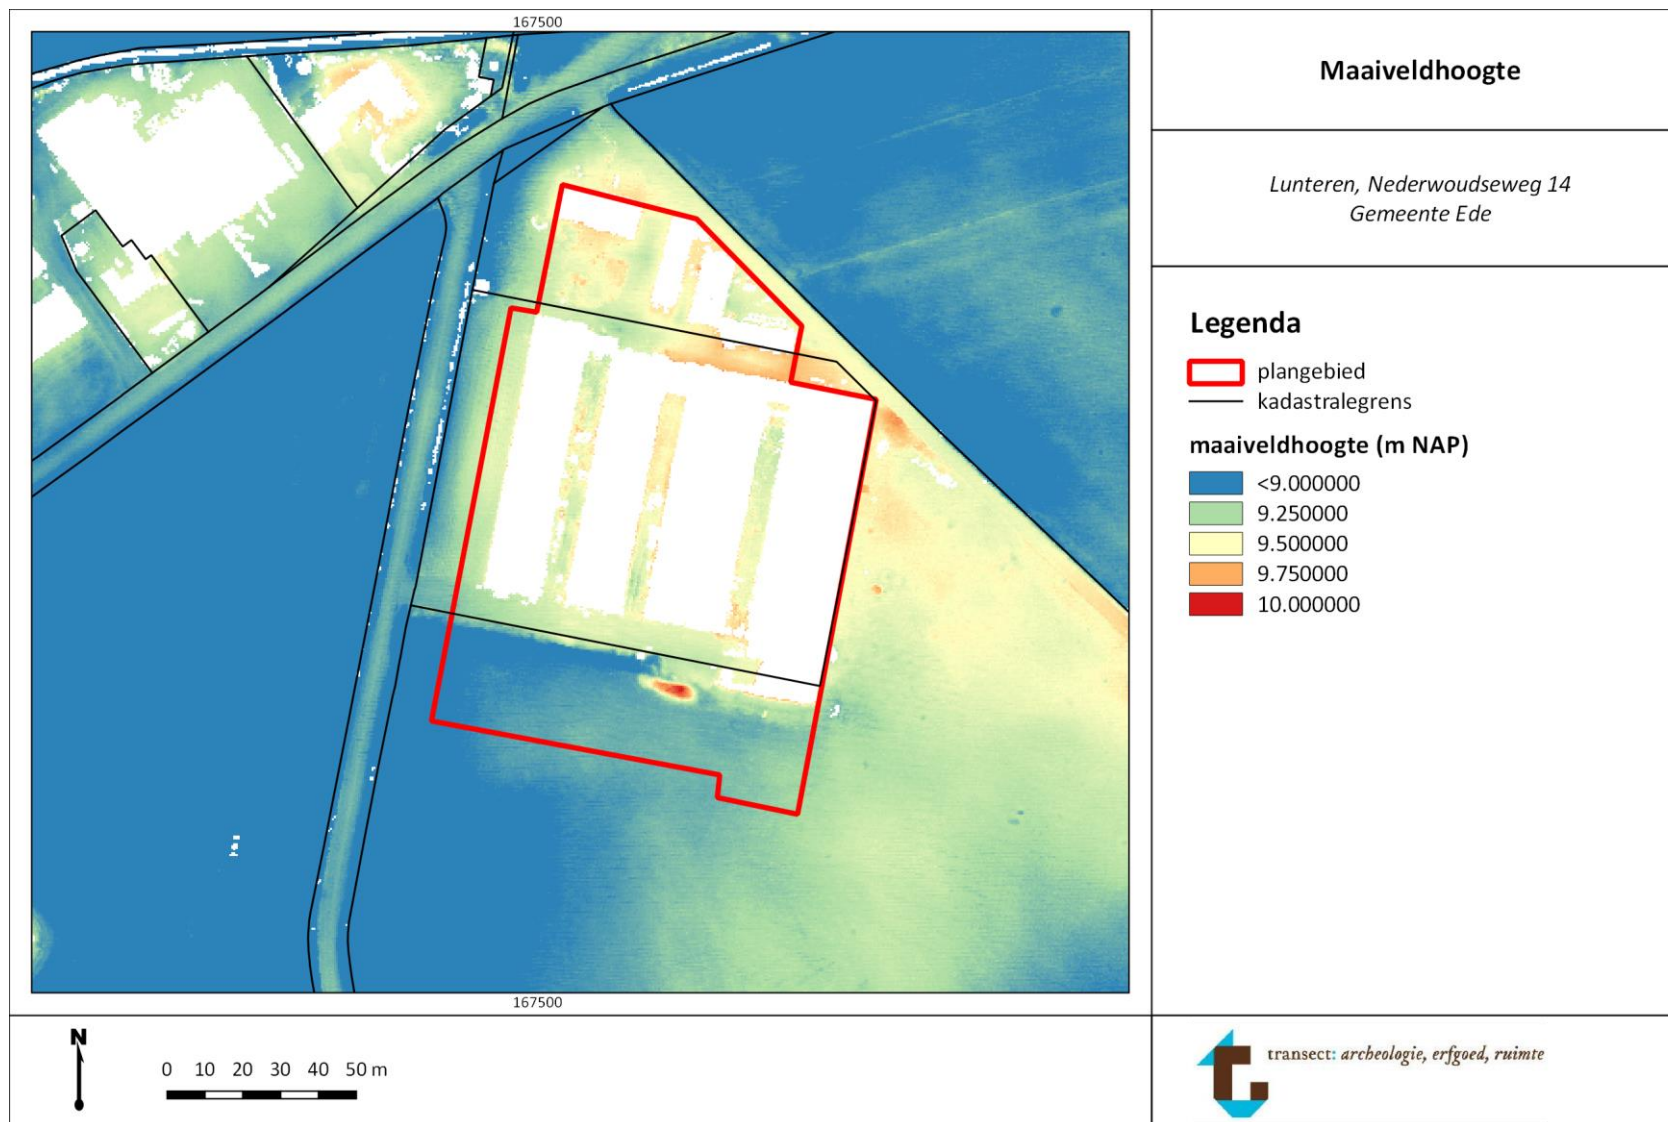 167500
Maaiveldhoogte
Lunteren, Nederwoudseweg 14
Gemeente Ede
Legenda
plangebied
kadastralegrens
maaiveldhoogte (m NAP)
<9.000000
9.250000
9.500000
9.750000
10.000000
167500
N
0 10 20 30 40 50 m
transect: archeologie, erfgoed, ruimte